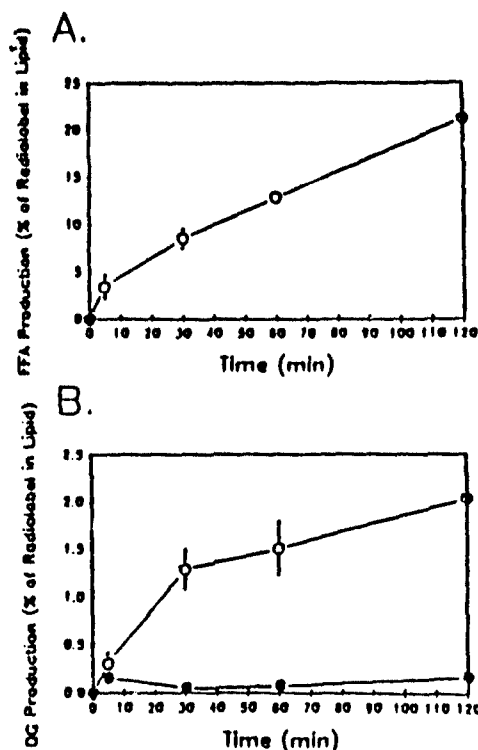 A.
FFA Production (% of Radiolabel in Lipid)
25
20
15
10
5
0
0 10 20 30 40 50 60 70 80 90 100 110 120
Time (min)
B.
DG Production (% of Radiolabel in Lipid)
2.5
2.0
1.5
1.0
0.5
0.0
0 10 20 30 40 50 60 70 80 90 100 110 120
Time (min)